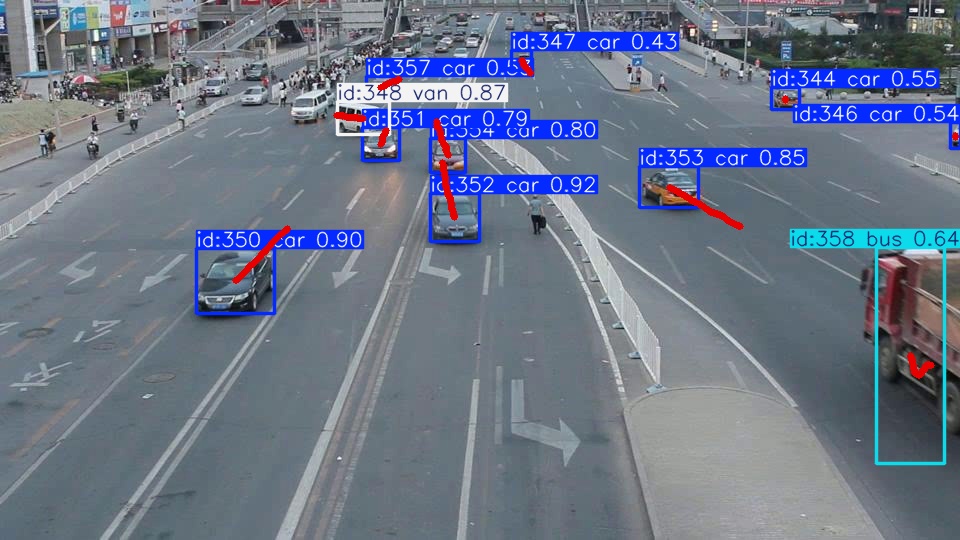 id:347 car 0.43
id:357 car 0.5
id:344 car 0.55
id:348 van 0.87
id:346 car 0.54
id:351 car 0.79
car 0.80
id:353 car 0.85
id:352 car 0.92
id:350 car 0.90
id:358 bus 0.64